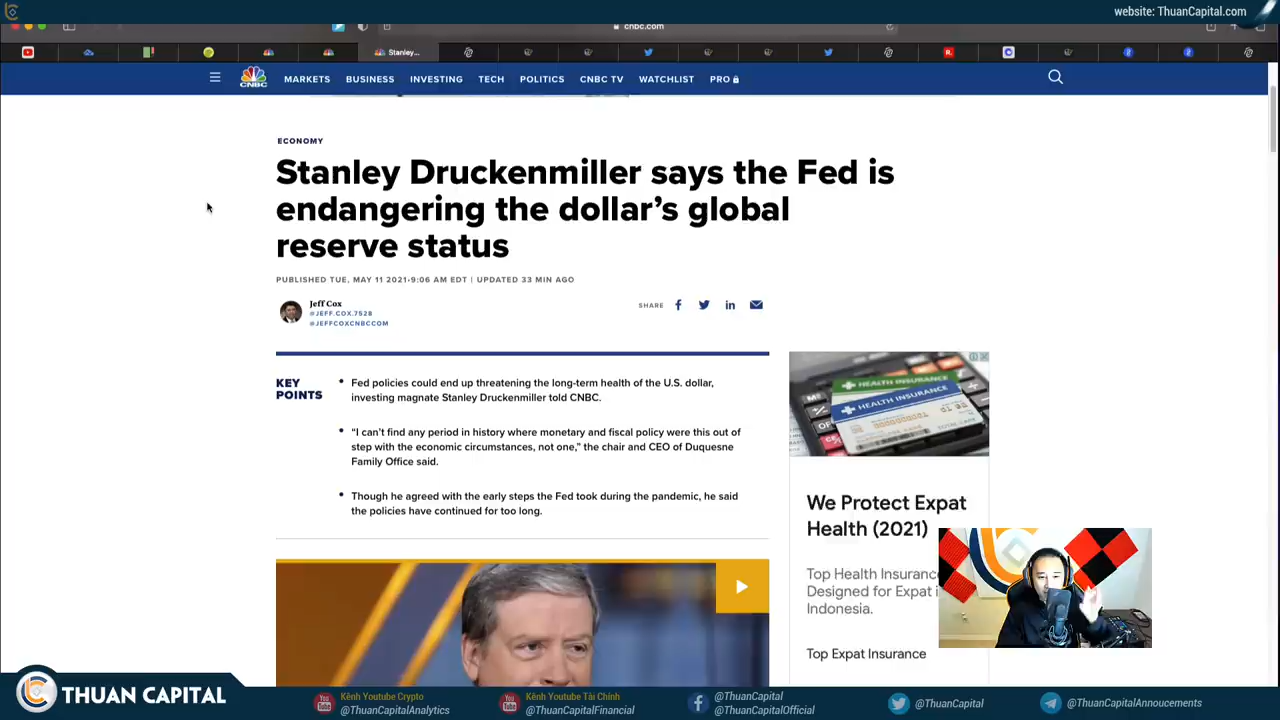 website: ThuanCapital.com
cnbc.com
Stanley...
CNBC
MARKETS BUSINESS INVESTING TECH POLITICS CNBC TV WATCHLIST PRO
ECONOMY
Stanley Druckenmiller says the Fed is
endangering the dollar’s global
reserve status
PUBLISHED TUE, MAY 11 2021•9:06 AM EDT | UPDATED 33 MIN AGO
Jeff Cox
@JEFF.COX.7528
@JEFFCOXCNBCCOM
SHARE
KEY
POINTS
Fed policies could end up threatening the long-term health of the U.S. dollar,
investing magnate Stanley Druckenmiller told CNBC.
“I can’t find any period in history where monetary and fiscal policy were this out of
step with the economic circumstances, not one,” the chair and CEO of Duquesne
Family Office said.
Though he agreed with the early steps the Fed took during the pandemic, he said
the policies have continued for too long.
HEALTH INSURANCE
HEALTH INSURANCE
We Protect Expat
Health (2021)
Top Health Insurance
Designed for Expat i
Indonesia.
Top Expat Insurance
THUAN CAPITAL
Kênh Youtube Crypto
@ThuanCapitalAnalytics
Kênh Youtube Tài Chính
@ThuanCapitalFinancial
@ThuanCapital
@ThuanCapitalOfficial
@ThuanCapital
@ThuanCapitalAnnoucements